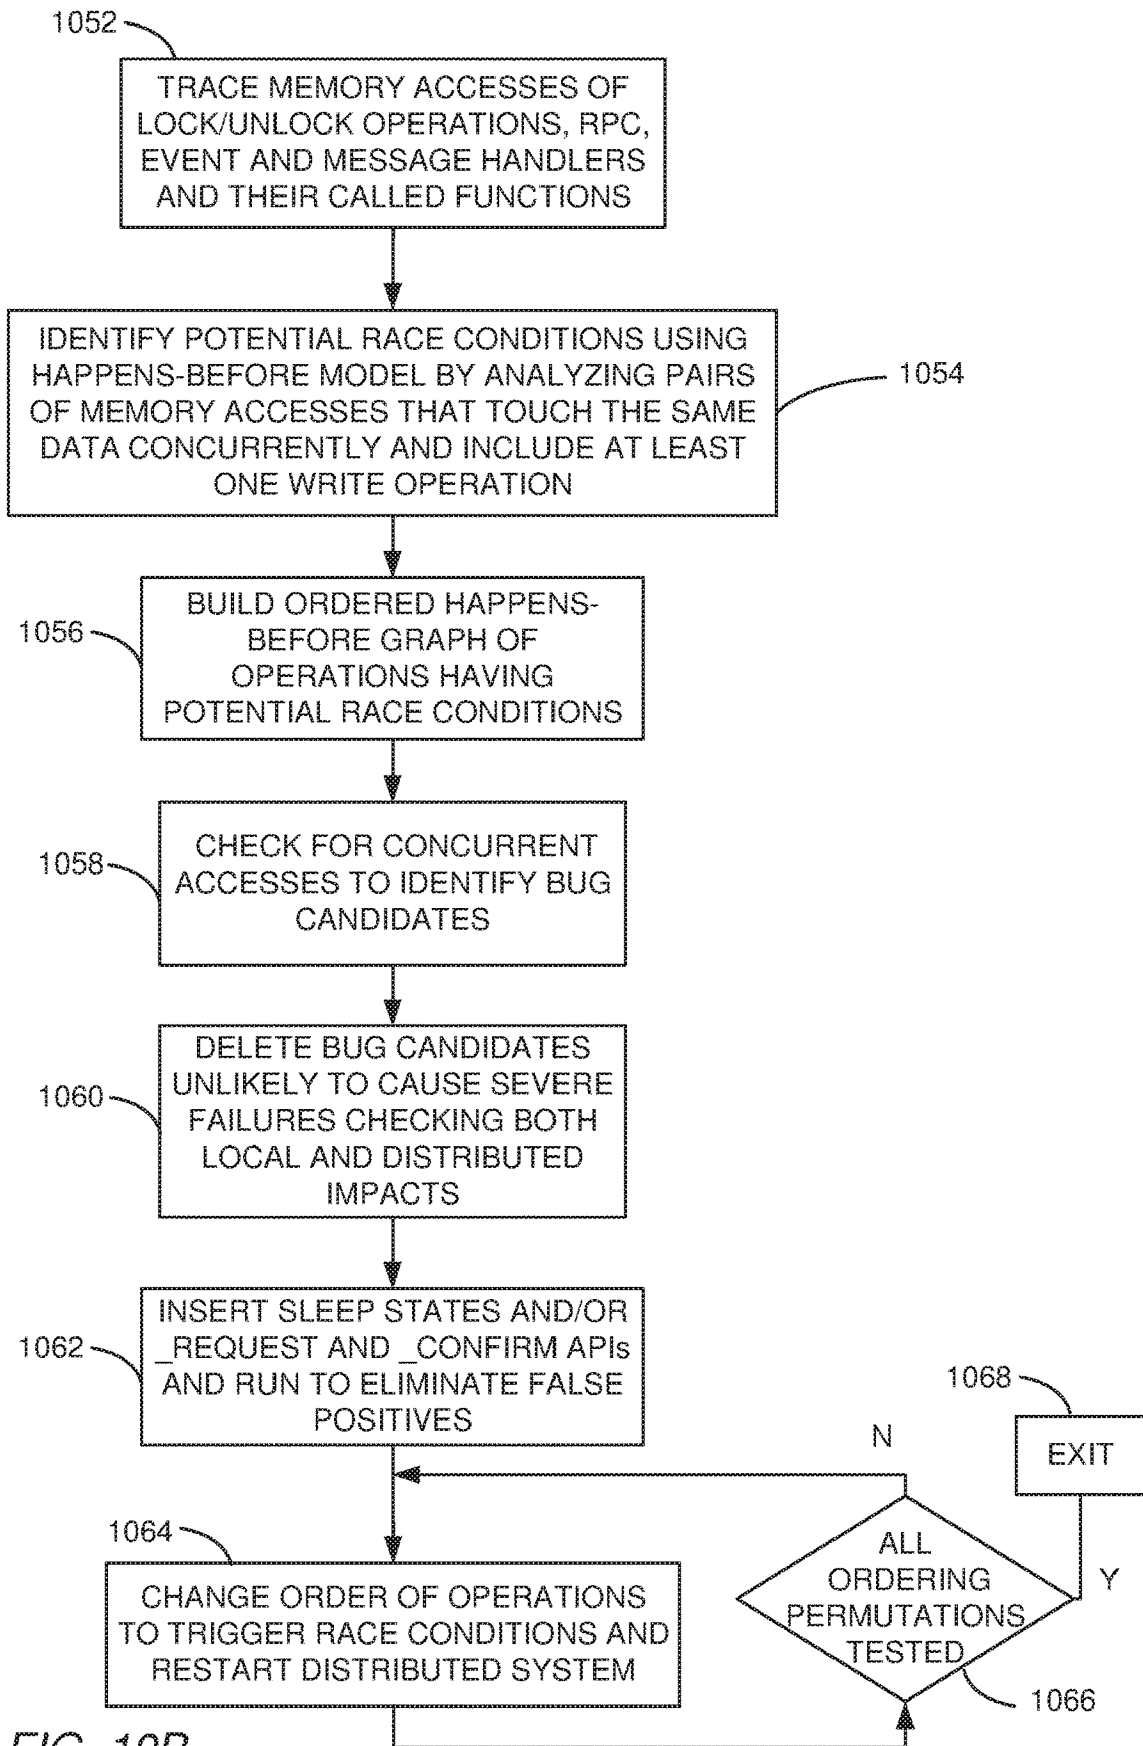 1052
TRACE MEMORY ACCESSES OF
LOCK/UNLOCK OPERATIONS, RPC,
EVENT AND MESSAGE HANDLERS
AND THEIR CALLED FUNCTIONS
IDENTIFY POTENTIAL RACE CONDITIONS USING
HAPPENS-BEFORE MODEL BY ANALYZING PAIRS
OF MEMORY ACCESSES THAT TOUCH THE SAME
DATA CONCURRENTLY AND INCLUDE AT LEAST
ONE WRITE OPERATION
1054
1056
BUILD ORDERED HAPPENS-
BEFORE GRAPH OF
OPERATIONS HAVING
POTENTIAL RACE CONDITIONS
1058
CHECK FOR CONCURRENT
ACCESSES TO IDENTIFY BUG
CANDIDATES
1060
DELETE BUG CANDIDATES
UNLIKELY TO CAUSE SEVERE
FAILURES CHECKING BOTH
LOCAL AND DISTRIBUTED
IMPACTS
1062
INSERT SLEEP STATES AND/OR
_REQUEST AND _CONFIRM APIs
AND RUN TO ELIMINATE FALSE
POSITIVES
1068
EXIT
N
1064
CHANGE ORDER OF OPERATIONS
TO TRIGGER RACE CONDITIONS AND
RESTART DISTRIBUTED SYSTEM
ALL
ORDERING
PERMUTATIONS
TESTED
Y
1066
FIG. 10B